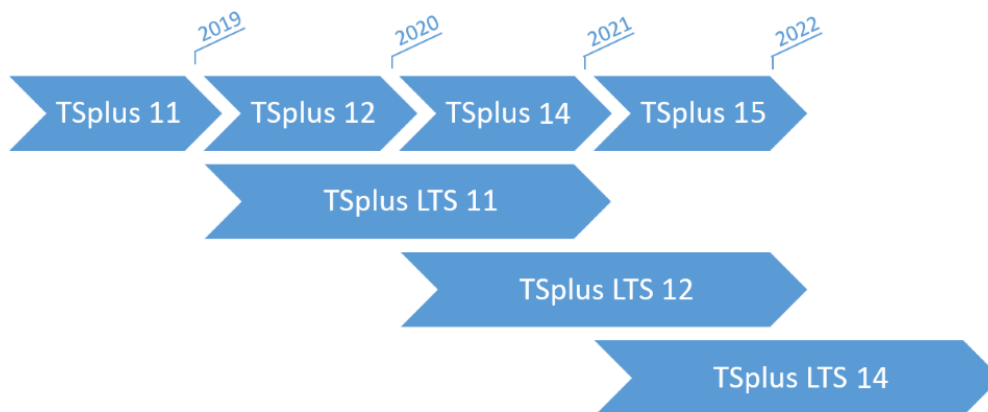 2019
2020
2021
2022
TSplus 11
TSplus 12
TSplus 14
TSplus 15
TSplus LTS 11
TSplus LTS 12
TSplus LTS 14